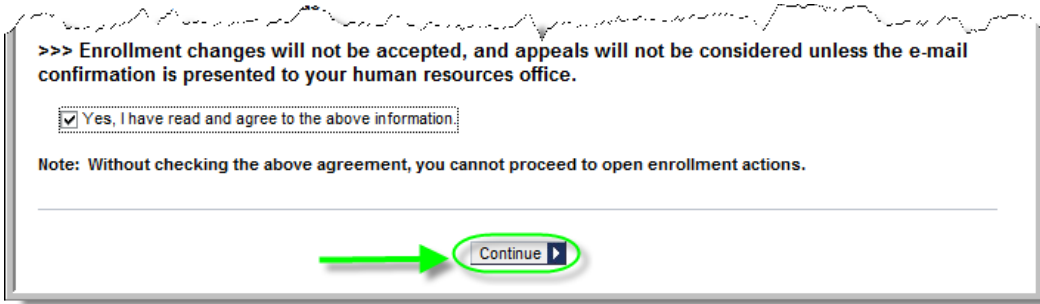 >>> Enrollment changes will not be accepted, and appeals will not be considered unless the e-mail
confirmation is presented to your human resources office.
Yes, I have read and agree to the above information.
Note: Without checking the above agreement, you cannot proceed to open enrollment actions.
Continue